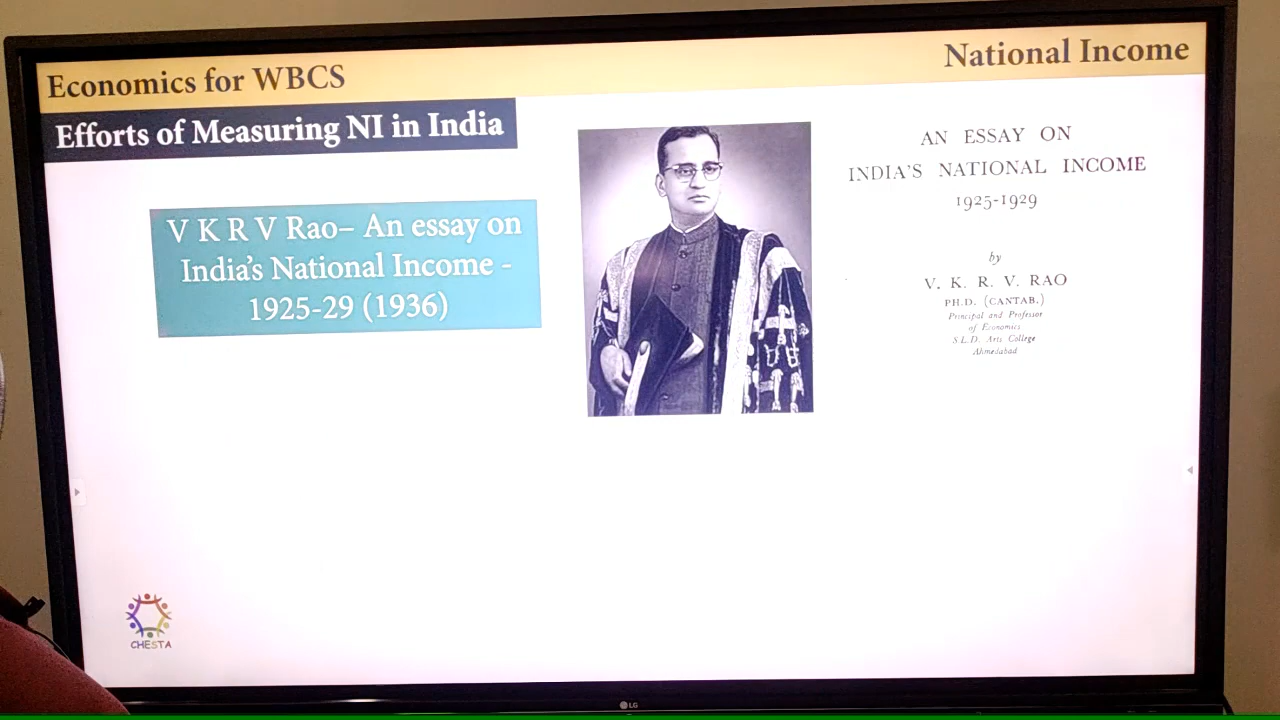 Economics for WBCS
National Income
Efforts of Measuring NI in India
V K R V Rao– An essay on
India's National Income -
1925-29 (1936)
AN ESSAY ON
INDIA'S NATIONAL INCOME
1925-1929
by
V. K. R. V. RAO
PH.D. (CANTAB.)
Principal and Professor
of Economics
S.L.D. Arts College
Ahmedabad
CHESTA
LG